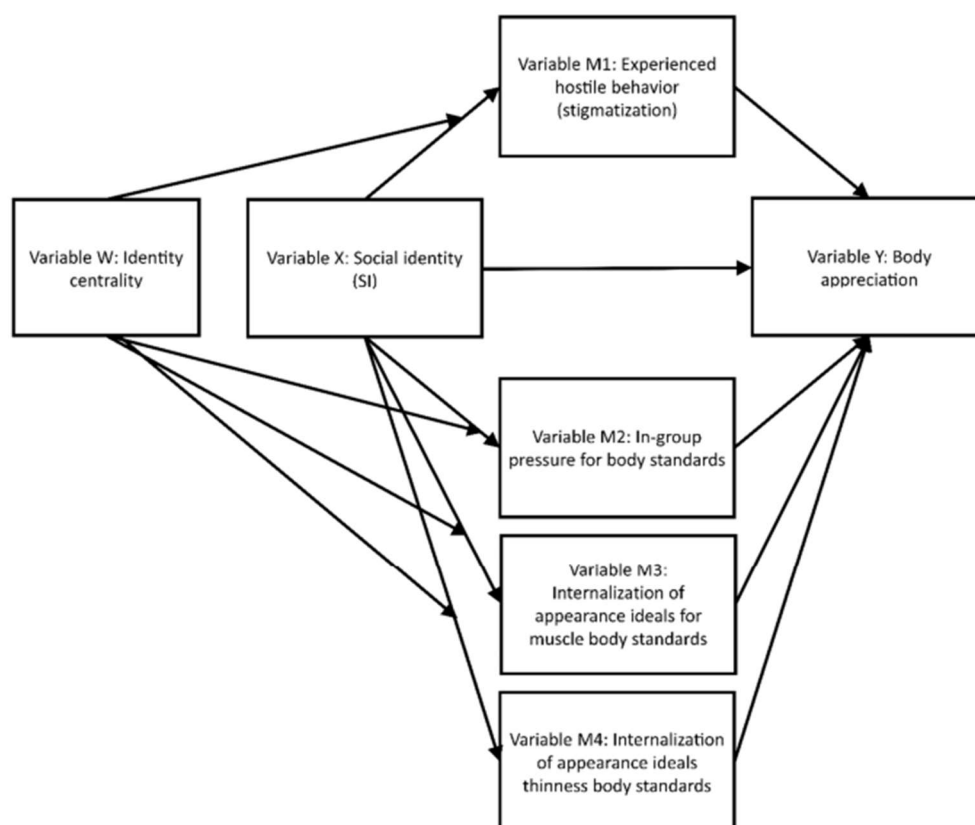 Variable M1: Experienced
hostile behavior
(stigmatization)
Variable W: Identity
centrality
Variable X: Social identity
(SI)
Variable Y: Body
appreciation
Variable M2: In-group
pressure for body standards
Variable M3:
Internalization of
appearance ideals for
muscle body standards
Variable M4: Internalization
of appearance ideals
thinness body standards